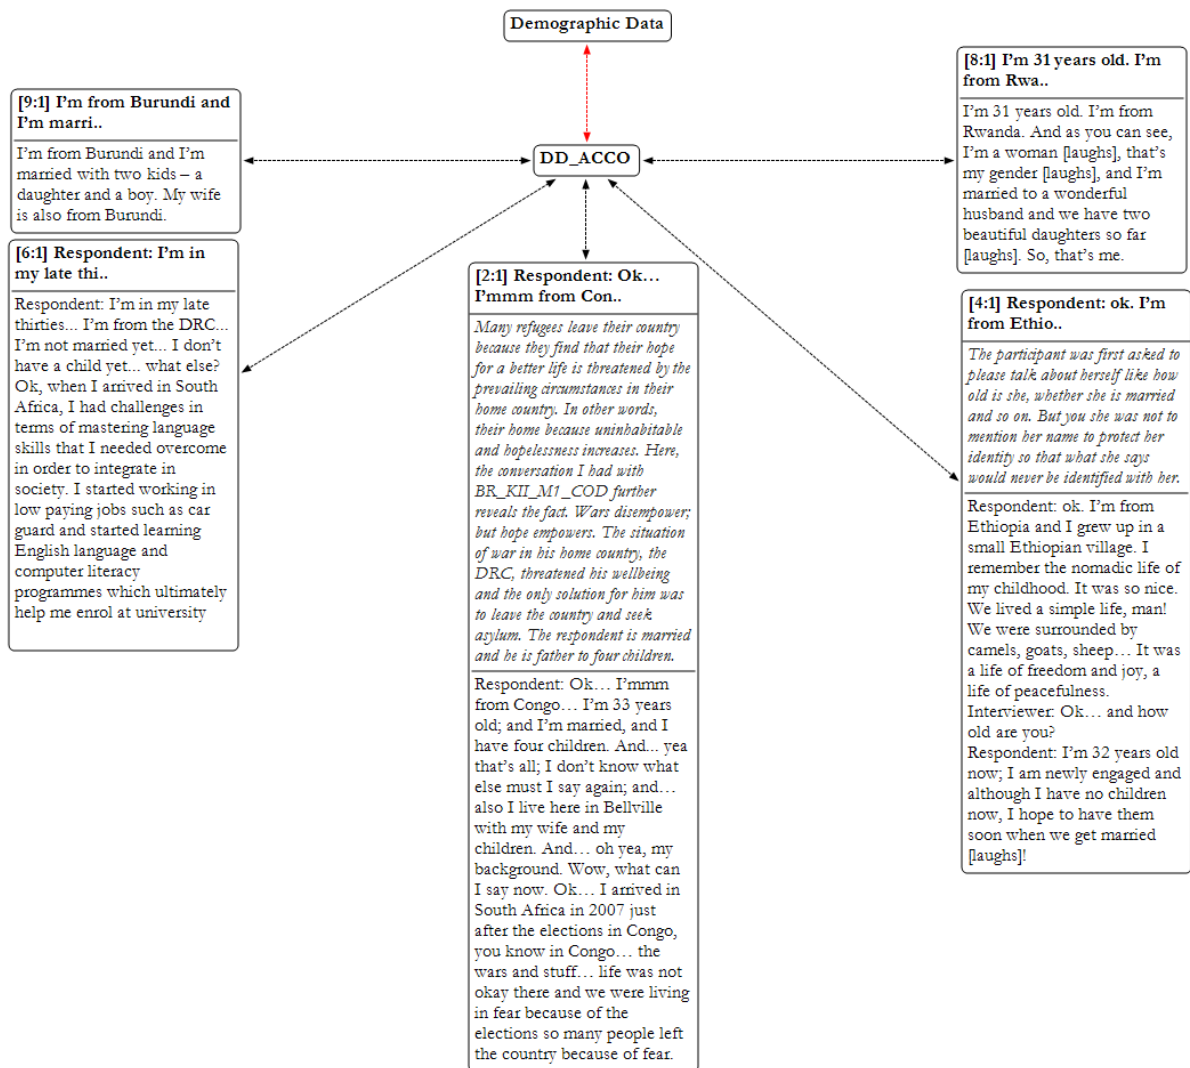 Demographic Data
DD_ACCO
[9:1] I'm from Burundi and
I'm marri..
I'm from Burundi and I'm
married with two kids – a
daughter and a boy. My wife
is also from Burundi.
[6:1] Respondent: I'm in
my late thi..
Respondent: I'm in my late
thirties... I'm from the DRC...
I'm not married yet... I don't
have a child yet... what else?
Ok, when I arrived in South
Africa, I had challenges in
terms of mastering language
skills that I needed overcome
in order to integrate in
society. I started working in
low paying jobs such as car
guard and started learning
English language and
computer literacy
programmes which ultimately
help me enrol at university
[2:1] Respondent: Ok…
I'mmm from Con..
Many refugees leave their country
because they find that their hope
for a better life is threatened by the
prevailing circumstances in their
home country. In other words,
their home because uninhabitable
and hopelessness increases. Here,
the conversation I had with
BR_KII_M1_COD further
reveals the fact. Wars disempower;
but hope empowers. The situation
of war in his home country, the
DRC, threatened his wellbeing
and the only solution for him was
to leave the country and seek
asylum. The respondent is married
and he is father to four children.
Respondent: Ok… I'mmm
from Congo… I'm 33 years
old; and I'm married, and I
have four children. And... yea
that's all; I don't know what
else must I say again; and…
also I live here in Bellville
with my wife and my
children. And… oh yea, my
background. Wow, what can
I say now. Ok… I arrived in
South Africa in 2007 just
after the elections in Congo,
you know in Congo… the
wars and stuff… life was not
okay there and we were living
in fear because of the
elections so many people left
the country because of fear.
[8:1] I'm 31 years old. I'm
from Rwa..
I'm 31 years old. I'm from
Rwanda. And as you can see,
I'm a woman [laughs], that's
my gender [laughs], and I'm
married to a wonderful
husband and we have two
beautiful daughters so far
[laughs]. So, that's me.
[4:1] Respondent: ok. I'm
from Ethio..
The participant was first asked to
please talk about herself like how
old is she, whether she is married
and so on. But you she was not to
mention her name to protect her
identity so that what she says
would never be identified with her.
Respondent: ok. I'm from
Ethiopia and I grew up in a
small Ethiopian village. I
remember the nomadic life of
my childhood. It was so nice.
We lived a simple life, man!
We were surrounded by
camels, goats, sheep… It was
a life of freedom and joy, a
life of peacefulness.
Interviewer: Ok… and how
old are you?
Respondent: I'm 32 years old
now; I am newly engaged and
although I have no children
now, I hope to have them
soon when we get married
[laughs]!